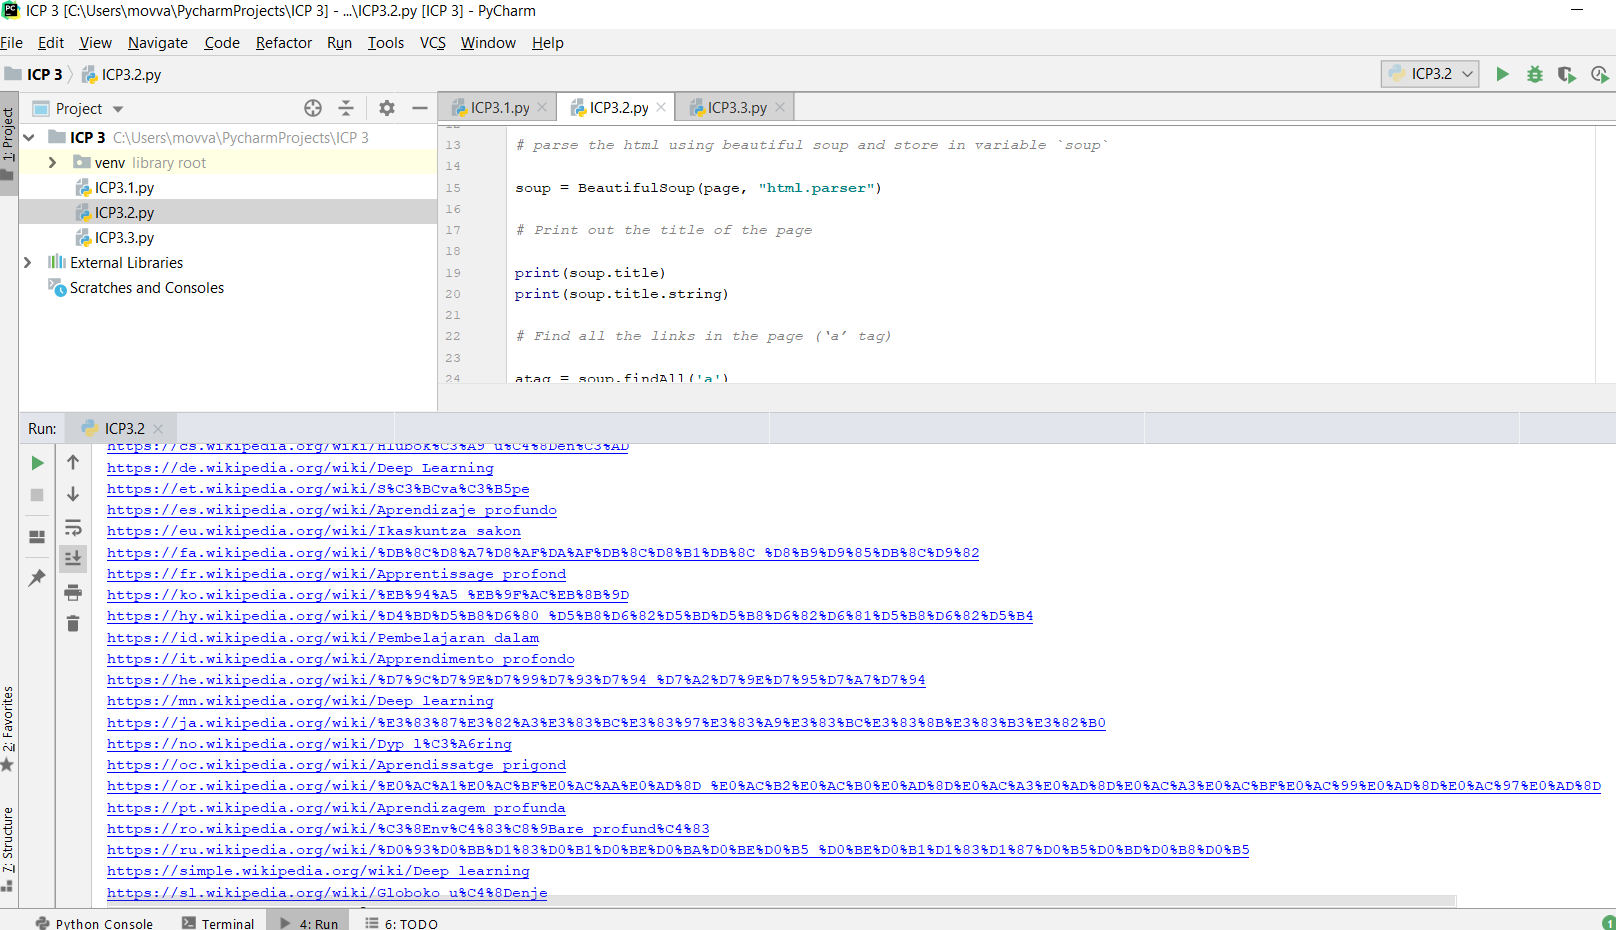 ICP 3 [C:\Users\movva\PycharmProjects\ICP 3] - ...\ICP3.2.py [ICP 3] - PyCharm
File Edit View Navigate Code Refactor Run Tools VCS Window Help
ICP 3 ICP3.2.py ICP3.2
1: Project
Project
ICP3.1.py ICP3.2.py ICP3.3.py
ICP 3 C:\Users\movva\PycharmProjects\ICP 3
venv library root
ICP3.1.py
ICP3.2.py
ICP3.3.py
External Libraries
Scratches and Consoles
13 # parse the html using beautiful soup and store in variable `soup`
14
15 soup = BeautifulSoup(page, "html.parser")
16
17 # Print out the title of the page
18
19 print(soup.title)
20 print(soup.title.string)
21
22 # Find all the links in the page (‘a’ tag)
23
24 atag = soup.findAll('a')
Run: ICP3.2
https://cs.wikipedia.org/wiki/Hlubok%C3%A9_u%C4%8Den%C3%AD
https://de.wikipedia.org/wiki/Deep_Learning
https://et.wikipedia.org/wiki/S%C3%BCva%C3%B5pe
https://es.wikipedia.org/wiki/Aprendizaje_profundo
https://eu.wikipedia.org/wiki/Ikaskuntza_sakon
https://fa.wikipedia.org/wiki/%DB%8C%D8%A7%D8%AF%DA%AF%DB%8C%D8%B1%DB%8C_%D8%B9%D9%85%DB%8C%D9%82
https://fr.wikipedia.org/wiki/Apprentissage_profond
https://ko.wikipedia.org/wiki/%EB%94%A5_%EB%9F%AC%EB%8B%9D
https://hy.wikipedia.org/wiki/%D4%BD%D5%B8%D6%80_%D5%B8%D6%82%D5%BD%D5%B8%D6%82%D6%81%D5%B8%D6%82%D5%B4
https://id.wikipedia.org/wiki/Pembelajaran_dalam
https://it.wikipedia.org/wiki/Apprendimento_profondo
https://he.wikipedia.org/wiki/%D7%9C%D7%9E%D7%99%D7%93%D7%94_%D7%A2%D7%9E%D7%95%D7%A7%D7%94
https://mn.wikipedia.org/wiki/Deep_learning
https://ja.wikipedia.org/wiki/%E3%83%87%E3%82%A3%E3%83%BC%E3%83%97%E3%83%A9%E3%83%BC%E3%83%8B%E3%83%B3%E3%82%B0
https://no.wikipedia.org/wiki/Dyp_l%C3%A6ring
https://oc.wikipedia.org/wiki/Aprendissatge_prigond
https://or.wikipedia.org/wiki/%E0%AC%A1%E0%AC%BF%E0%AC%AA%E0%AD%8D_%E0%AC%B2%E0%AC%B0%E0%AD%8D%E0%AC%A3%E0%AD%8D%E0%AC%A3%E0%AC%BF%E0%AC%99%E0%AD%8D%E0%AC%97%E0%AD%8D
https://pt.wikipedia.org/wiki/Aprendizagem_profunda
https://ro.wikipedia.org/wiki/%C3%8Env%C4%83%C8%9Bare_profund%C4%83
https://ru.wikipedia.org/wiki/%D0%93%D0%BB%D1%83%D0%B1%D0%BE%D0%BA%D0%BE%D0%B5_%D0%BE%D0%B1%D1%83%D1%87%D0%B5%D0%BD%D0%B8%D0%B5
https://simple.wikipedia.org/wiki/Deep_learning
https://sl.wikipedia.org/wiki/Globoko_u%C4%8Denje
2: Favorites
7: Structure
Python Console Terminal 4: Run 6: TODO 1